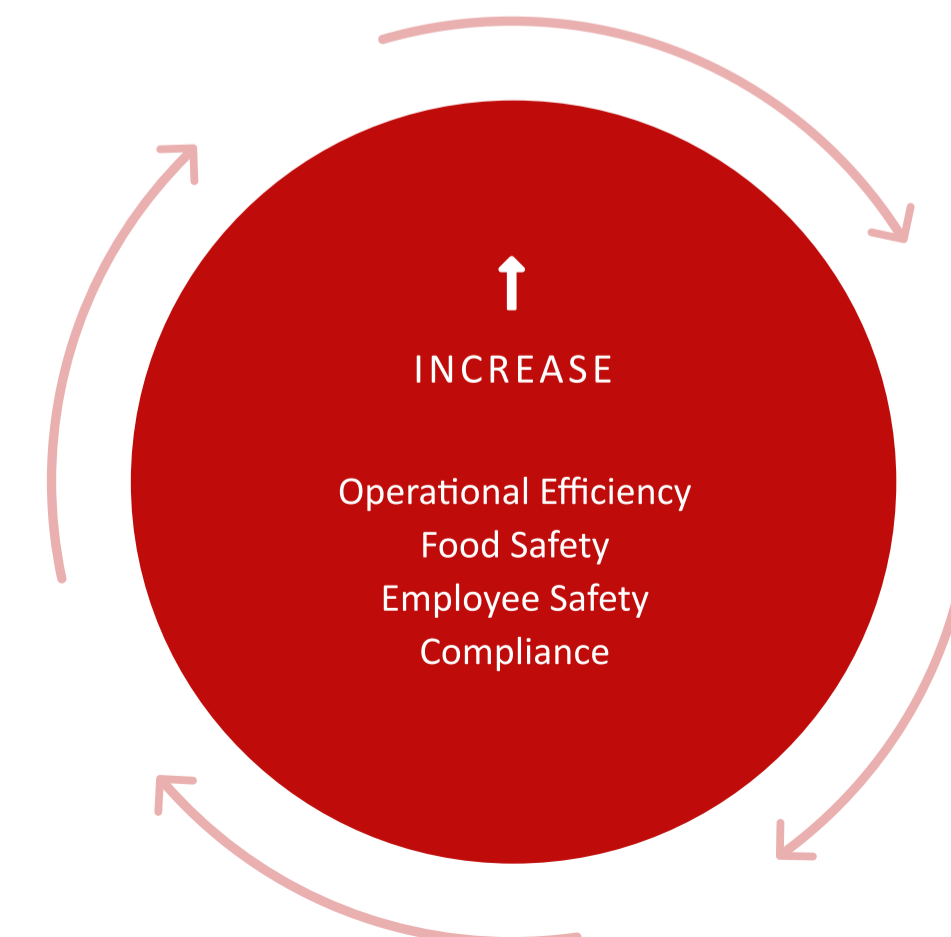 INCREASE
Operational Efficiency
Food Safety
Employee Safety
Compliance